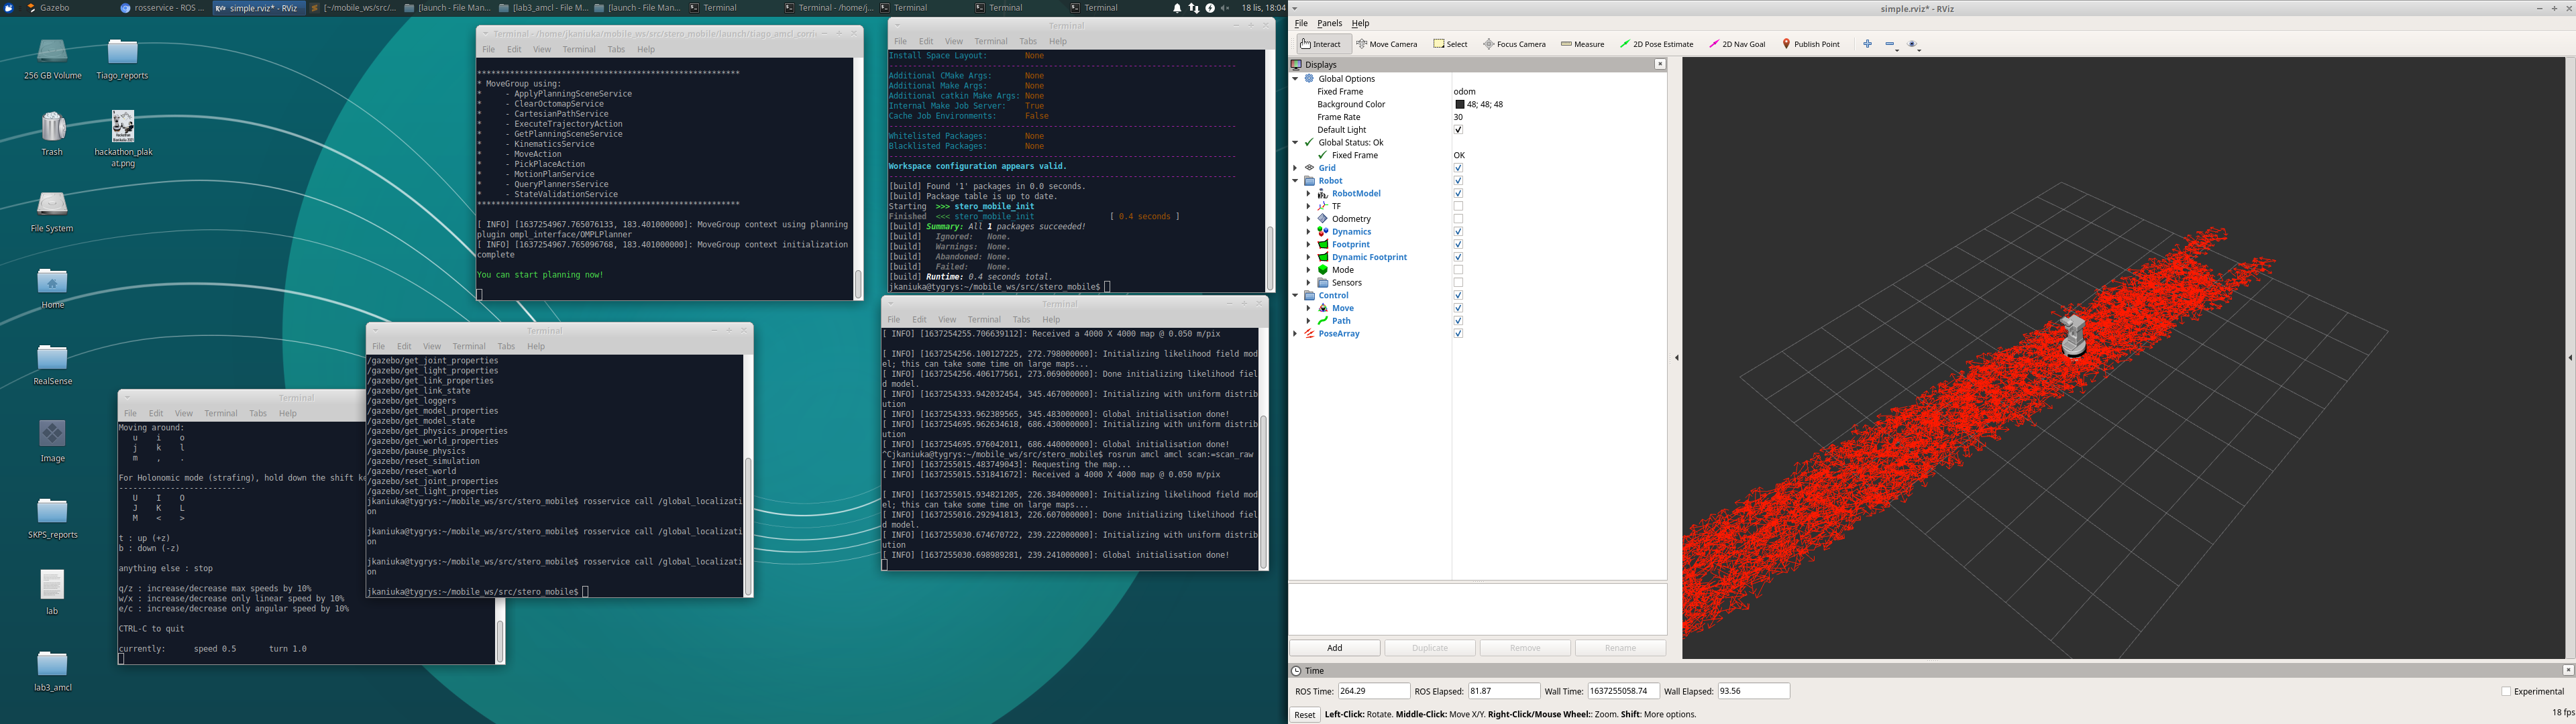 Gazebo
rosservice - ROS ...
simple.rviz* - RViz
[~/mobile_ws/src/...
[launch - File Man...
[lab3_amcl - File M...
[launch - File Man...
Terminal
Terminal - /home/j...
Terminal
Terminal
Terminal
18 lis, 18:04
256 GB Volume
Tiago_reports
Trash
hackathon_plak
at.png
File System
Home
RealSense
Image
SKPS_reports
lab
lab3_amcl
Terminal - /home/jkaniuka/mobile_ws/src/stero_mobile/launch/tiago_amcl_corri
File Edit View Terminal Tabs Help
********************************************************
* MoveGroup using:
*     - ApplyPlanningSceneService
*     - ClearOctomapService
*     - CartesianPathService
*     - ExecuteTrajectoryAction
*     - GetPlanningSceneService
*     - KinematicsService
*     - MoveAction
*     - PickPlaceAction
*     - MotionPlanService
*     - QueryPlannersService
*     - StateValidationService
********************************************************
[ INFO] [1637254967.765076133, 183.401000000]: MoveGroup context using planning
plugin ompl_interface/OMPLPlanner
[ INFO] [1637254967.765096768, 183.401000000]: MoveGroup context initialization
complete
You can start planning now!
Terminal
File Edit View Terminal Tabs Help
Install Space Layout: None
Additional CMake Args: None
Additional Make Args: None
Additional catkin Make Args: None
Internal Make Job Server: True
Cache Job Environments: False
Whitelisted Packages: None
Blacklisted Packages: None
Workspace configuration appears valid.
[build] Found '1' packages in 0.0 seconds.
[build] Package table is up to date.
Starting >>> stero_mobile_init
Finished <<< stero_mobile_init [ 0.4 seconds ]
[build] Summary: All 1 packages succeeded!
[build] Ignored: None.
[build] Warnings: None.
[build] Abandoned: None.
[build] Failed: None.
[build] Runtime: 0.4 seconds total.
jkaniuka@tygrys:~/mobile_ws/src/stero_mobile$
Terminal
File Edit View Terminal Tabs Help
Moving around:
u i o
j k l
m , .
For Holonomic mode (strafing), hold down the shift k
---------------------------
U I O
J K L
M < >
t : up (+z)
b : down (-z)
anything else : stop
q/z : increase/decrease max speeds by 10%
w/x : increase/decrease only linear speed by 10%
e/c : increase/decrease only angular speed by 10%
CTRL-C to quit
currently: speed 0.5 turn 1.0
Terminal
File Edit View Terminal Tabs Help
/gazebo/get_joint_properties
/gazebo/get_light_properties
/gazebo/get_link_properties
/gazebo/get_link_state
/gazebo/get_loggers
/gazebo/get_model_properties
/gazebo/get_model_state
/gazebo/get_physics_properties
/gazebo/get_world_properties
/gazebo/pause_physics
/gazebo/reset_simulation
/gazebo/reset_world
/gazebo/set_joint_properties
/gazebo/set_light_properties
jkaniuka@tygrys:~/mobile_ws/src/stero_mobile$ rosservice call /global_localizati
on
jkaniuka@tygrys:~/mobile_ws/src/stero_mobile$ rosservice call /global_localizati
on
jkaniuka@tygrys:~/mobile_ws/src/stero_mobile$ rosservice call /global_localizati
on
jkaniuka@tygrys:~/mobile_ws/src/stero_mobile$
Terminal
File Edit View Terminal Tabs Help
[ INFO] [1637254255.706639112]: Received a 4000 X 4000 map @ 0.050 m/pix
[ INFO] [1637254256.100127225, 272.798000000]: Initializing likelihood field mod
el; this can take some time on large maps...
[ INFO] [1637254256.406177561, 273.069000000]: Done initializing likelihood fiel
d model.
[ INFO] [1637254333.942032454, 345.467000000]: Initializing with uniform distrib
ution
[ INFO] [1637254333.962389565, 345.483000000]: Global initialisation done!
[ INFO] [1637254695.962634618, 686.430000000]: Initializing with uniform distrib
ution
[ INFO] [1637254695.976042011, 686.440000000]: Global initialisation done!
^Cjkaniuka@tygrys:~/mobile_ws/src/stero_mobile$ rosrun amcl amcl scan:=scan_raw
[ INFO] [1637255015.483749043]: Requesting the map...
[ INFO] [1637255015.531841672]: Received a 4000 X 4000 map @ 0.050 m/pix
[ INFO] [1637255015.934821205, 226.384000000]: Initializing likelihood field mod
el; this can take some time on large maps...
[ INFO] [1637255016.292941813, 226.607000000]: Done initializing likelihood fiel
d model.
[ INFO] [1637255030.674670722, 239.222000000]: Initializing with uniform distrib
ution
[ INFO] [1637255030.698989281, 239.241000000]: Global initialisation done!
simple.rviz* - RViz
File Panels Help
Interact Move Camera Select Focus Camera Measure 2D Pose Estimate 2D Nav Goal Publish Point
Displays
Global Options
Fixed Frame odom
Background Color 48; 48; 48
Frame Rate 30
Default Light
Global Status: Ok
Fixed Frame OK
Grid
Robot
RobotModel
TF
Odometry
Dynamics
Footprint
Dynamic Footprint
Mode
Sensors
Control
Move
Path
PoseArray
Add Duplicate Remove Rename
Time
ROS Time: 264.29 ROS Elapsed: 81.87 Wall Time: 1637255058.74 Wall Elapsed: 93.56 Experimental
Reset Left-Click: Rotate. Middle-Click: Move X/Y. Right-Click/Mouse Wheel:: Zoom. Shift: More options. 18 fps